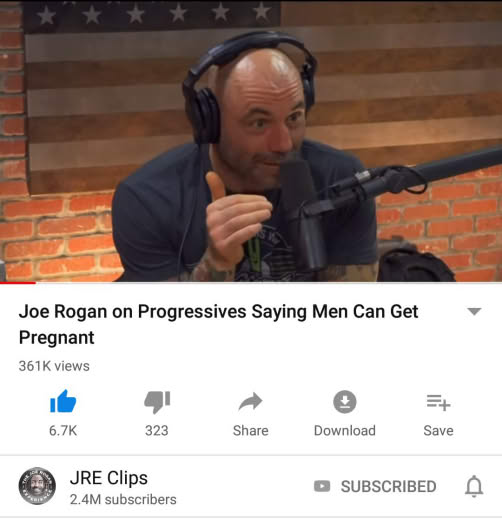 Joe Rogan on Progressives Saying Men Can Get
Pregnant
361K views
6.7K
323
Share
Download
Save
JRE Clips
2.4M subscribers
SUBSCRIBED